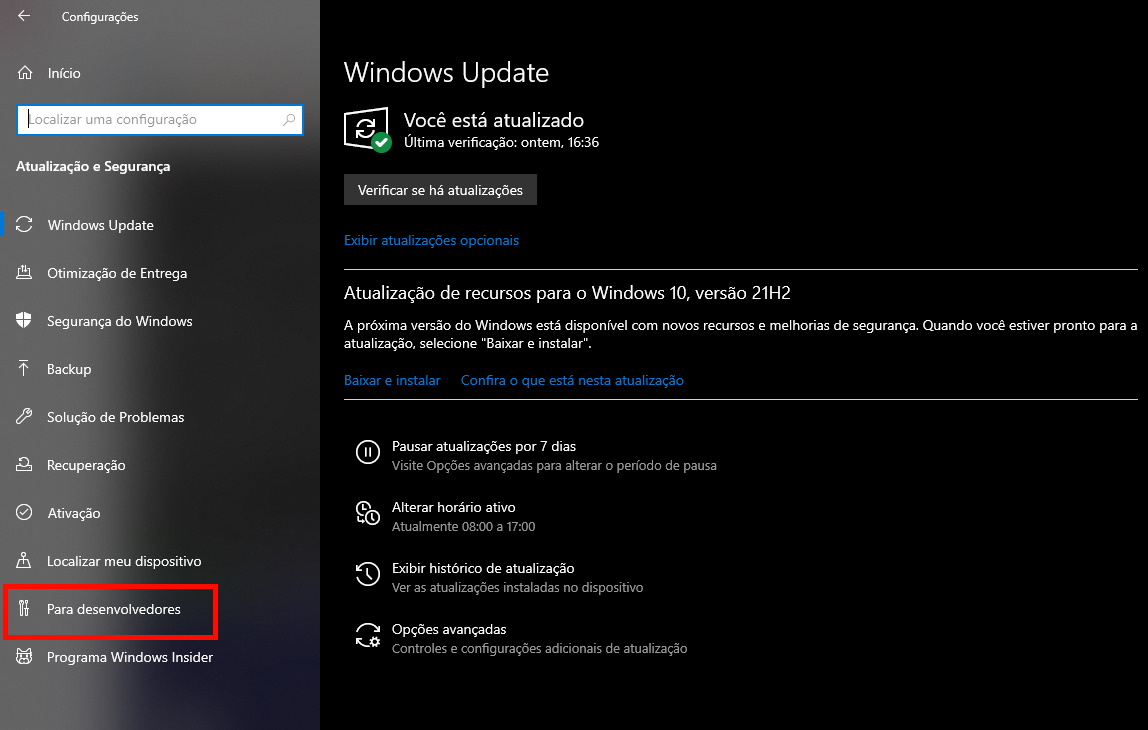 Configurações
Início
Localizar uma configuração
Atualização e Segurança
Windows Update
Otimização de Entrega
Segurança do Windows
Backup
Solução de Problemas
Recuperação
Ativação
Localizar meu dispositivo
Para desenvolvedores
Programa Windows Insider
Windows Update
Você está atualizado
Última verificação: ontem, 16:36
Verificar se há atualizações
Exibir atualizações opcionais
Atualização de recursos para o Windows 10, versão 21H2
A próxima versão do Windows está disponível com novos recursos e melhorias de segurança. Quando você estiver pronto para a
atualização, selecione "Baixar e instalar".
Baixar e instalar Confira o que está nesta atualização
Pausar atualizações por 7 dias
Visite Opções avançadas para alterar o período de pausa
Alterar horário ativo
Atualmente 08:00 a 17:00
Exibir histórico de atualização
Ver as atualizações instaladas no dispositivo
Opções avançadas
Controles e configurações adicionais de atualização